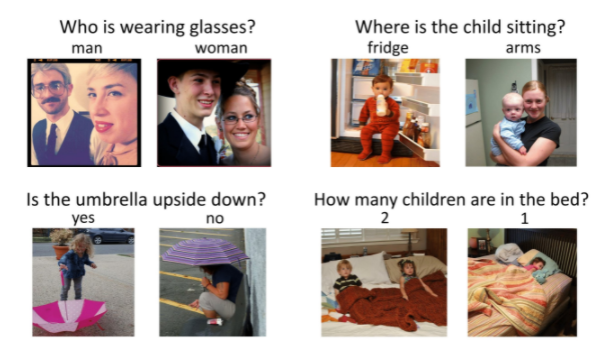 Who is wearing glasses?
man woman
Where is the child sitting?
fridge arms
Is the umbrella upside down?
yes no
How many children are in the bed?
2 1